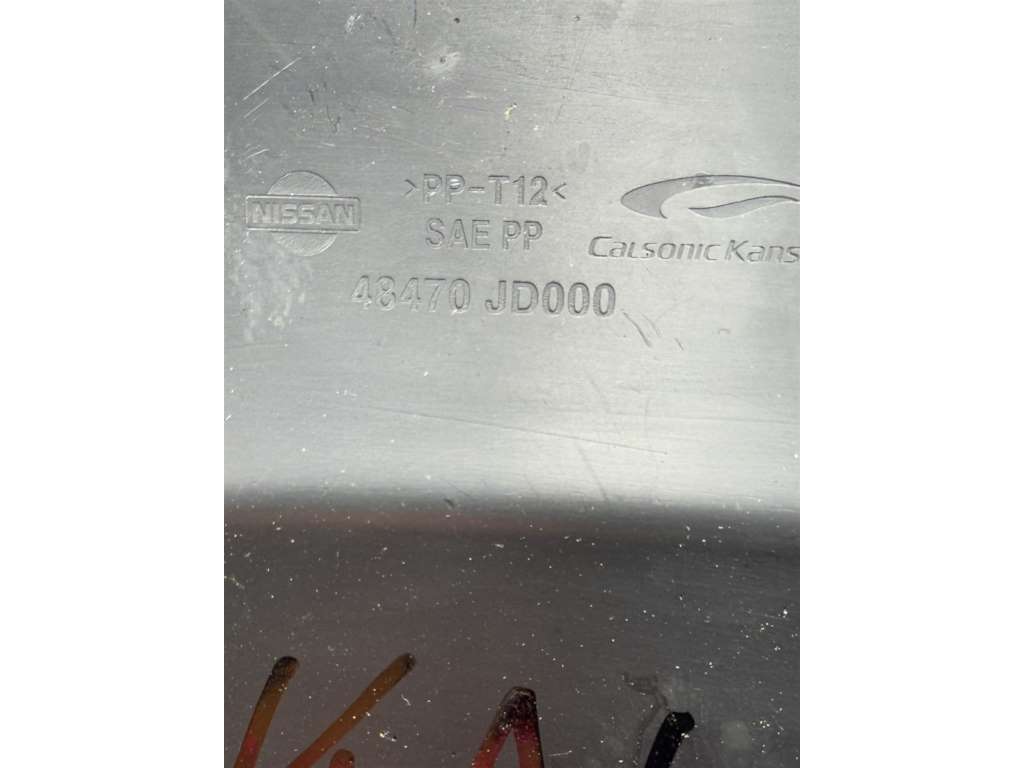 >PP-T12<
NISSAN
SAE PP
Calsonic Kans
48470 JD000